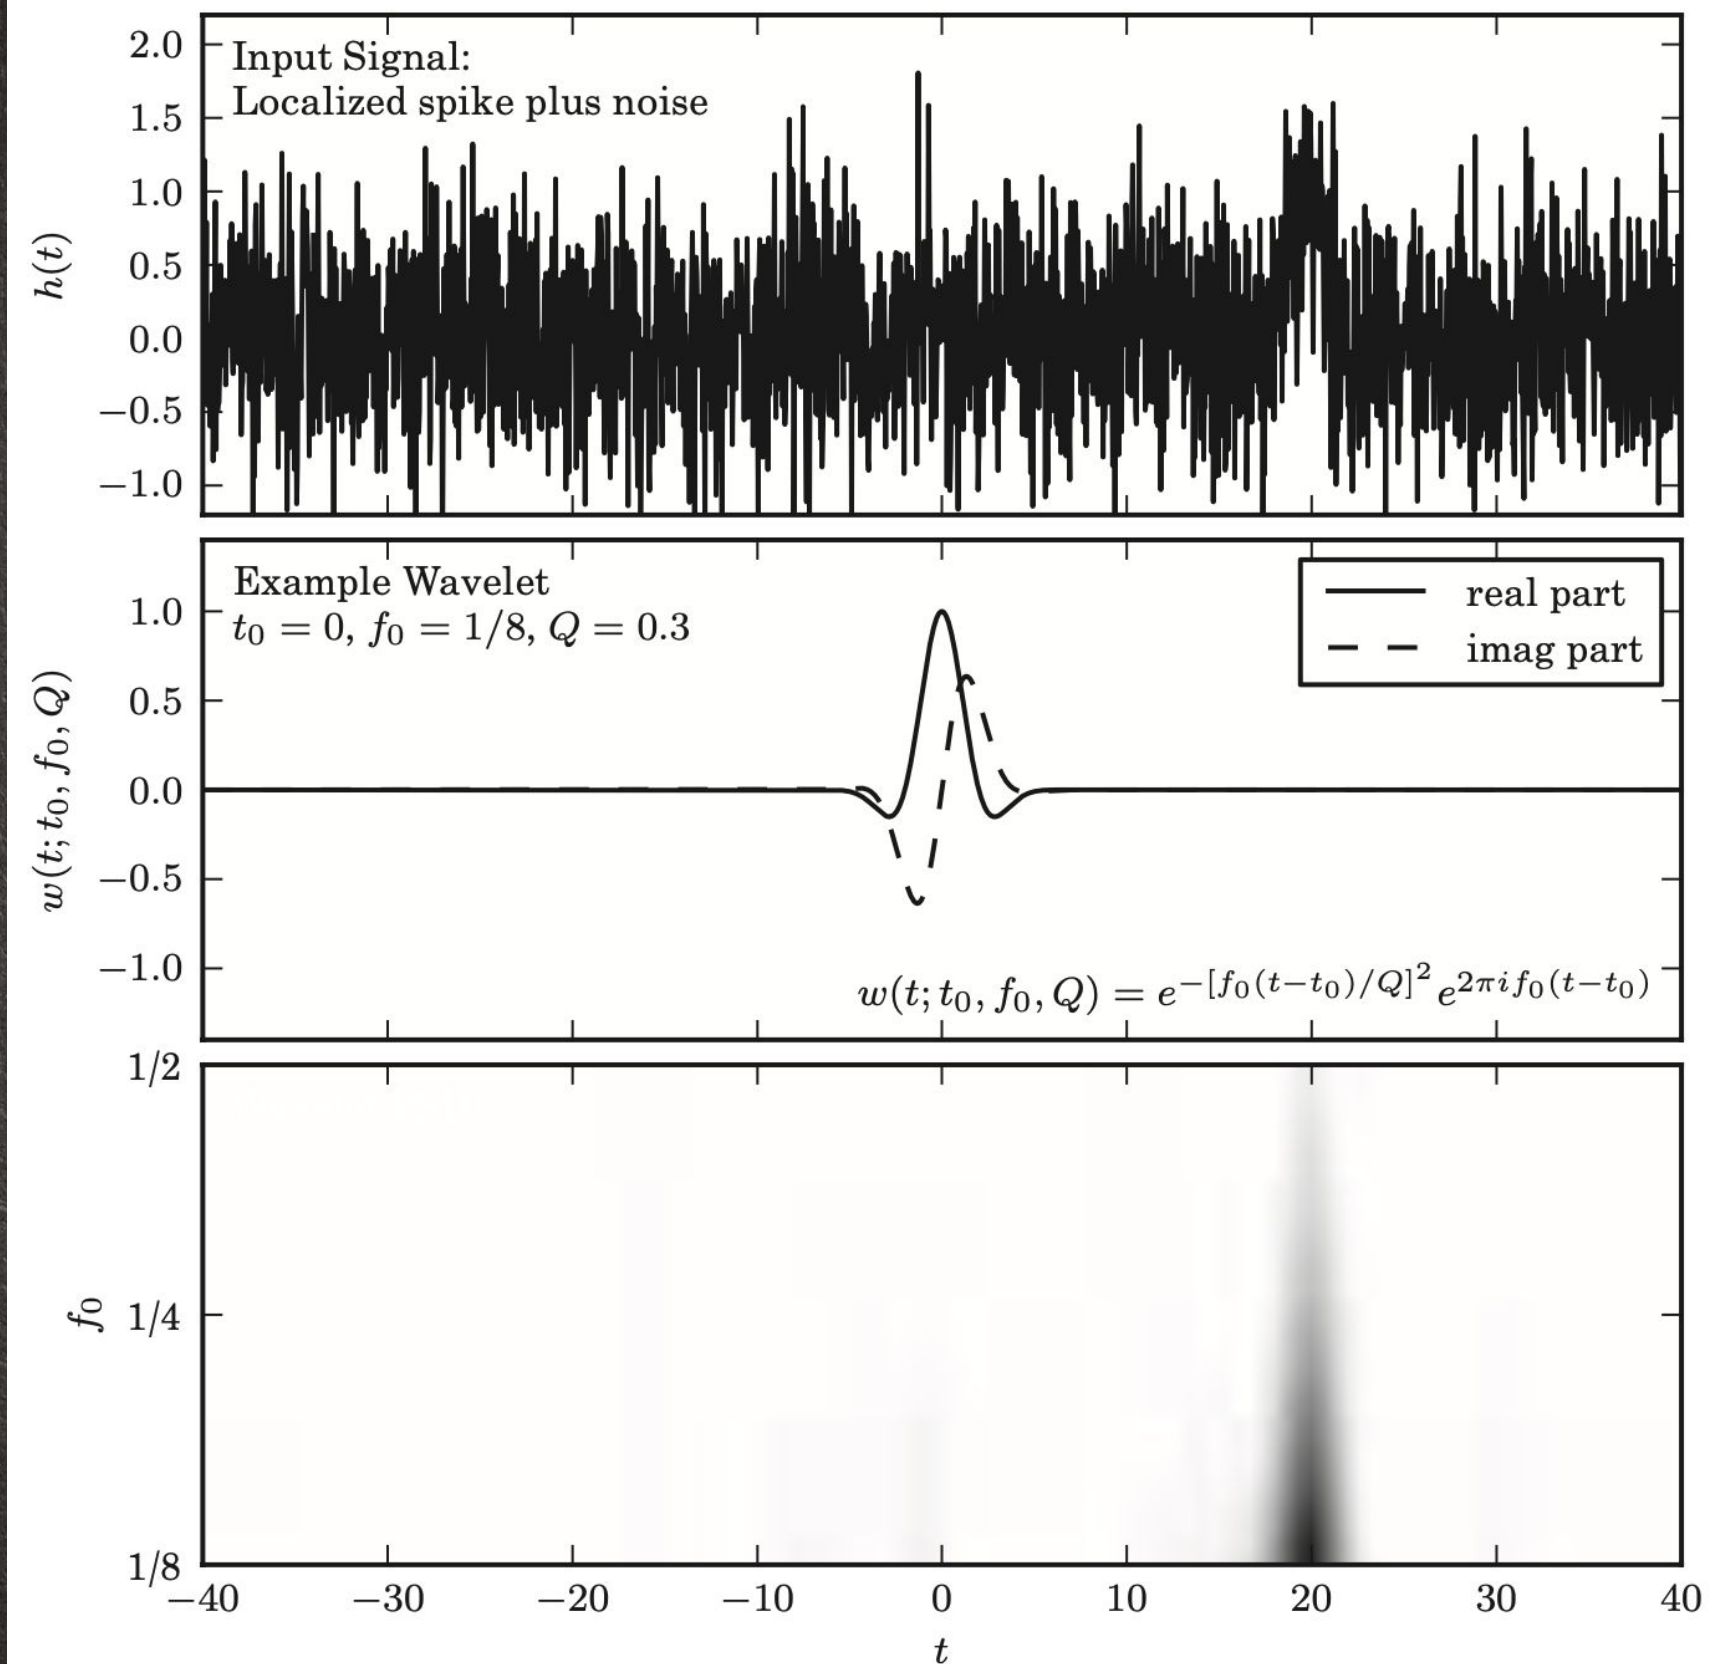 2.0
1.5
1.0
0.5
0.0
−0.5
−1.0
h(t)
Input Signal:
Localized spike plus noise
1.0
0.5
0.0
−0.5
−1.0
w(t; t₀, f₀, Q)
Example Wavelet
t₀ = 0, f₀ = 1/8, Q = 0.3
real part
imag part
w(t; t₀, f₀, Q) = e^{−[f₀(t−t₀)/Q]²} e^{2πif₀(t−t₀)}
1/2
1/4
1/8
f₀
−40 −30 −20 −10 0 10 20 30 40
t